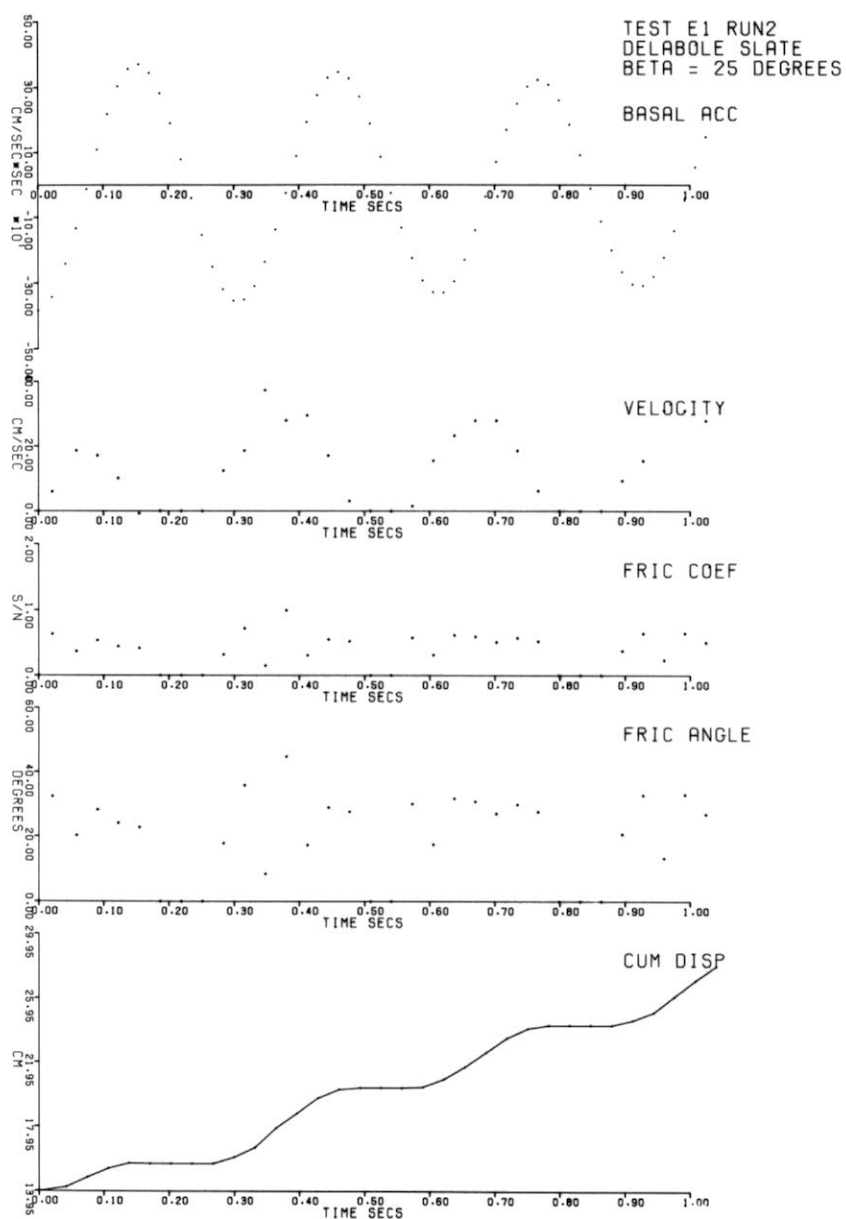 TEST E1 RUN2
DELABOLE SLATE
BETA = 25 DEGREES
BASAL ACC
50.00
30.00
10.00
-10.00
-30.00
-50.00
CM/SEC*SEC *10
0.00 0.10 0.20 0.30 0.40 0.50 0.60 0.70 0.80 0.90 1.00
TIME SECS
VELOCITY
20.00
0.00
CM/SEC
0.00 0.10 0.20 0.30 0.40 0.50 0.60 0.70 0.80 0.90 1.00
TIME SECS
FRIC COEF
2.00
1.00
0.00
S/N
0.00 0.10 0.20 0.30 0.40 0.50 0.60 0.70 0.80 0.90 1.00
TIME SECS
FRIC ANGLE
60.00
40.00
20.00
0.00
DEGREES
0.00 0.10 0.20 0.30 0.40 0.50 0.60 0.70 0.80 0.90 1.00
TIME SECS
CUM DISP
29.95
25.95
21.95
17.95
13.95
CM
0.00 0.10 0.20 0.30 0.40 0.50 0.60 0.70 0.80 0.90 1.00
TIME SECS